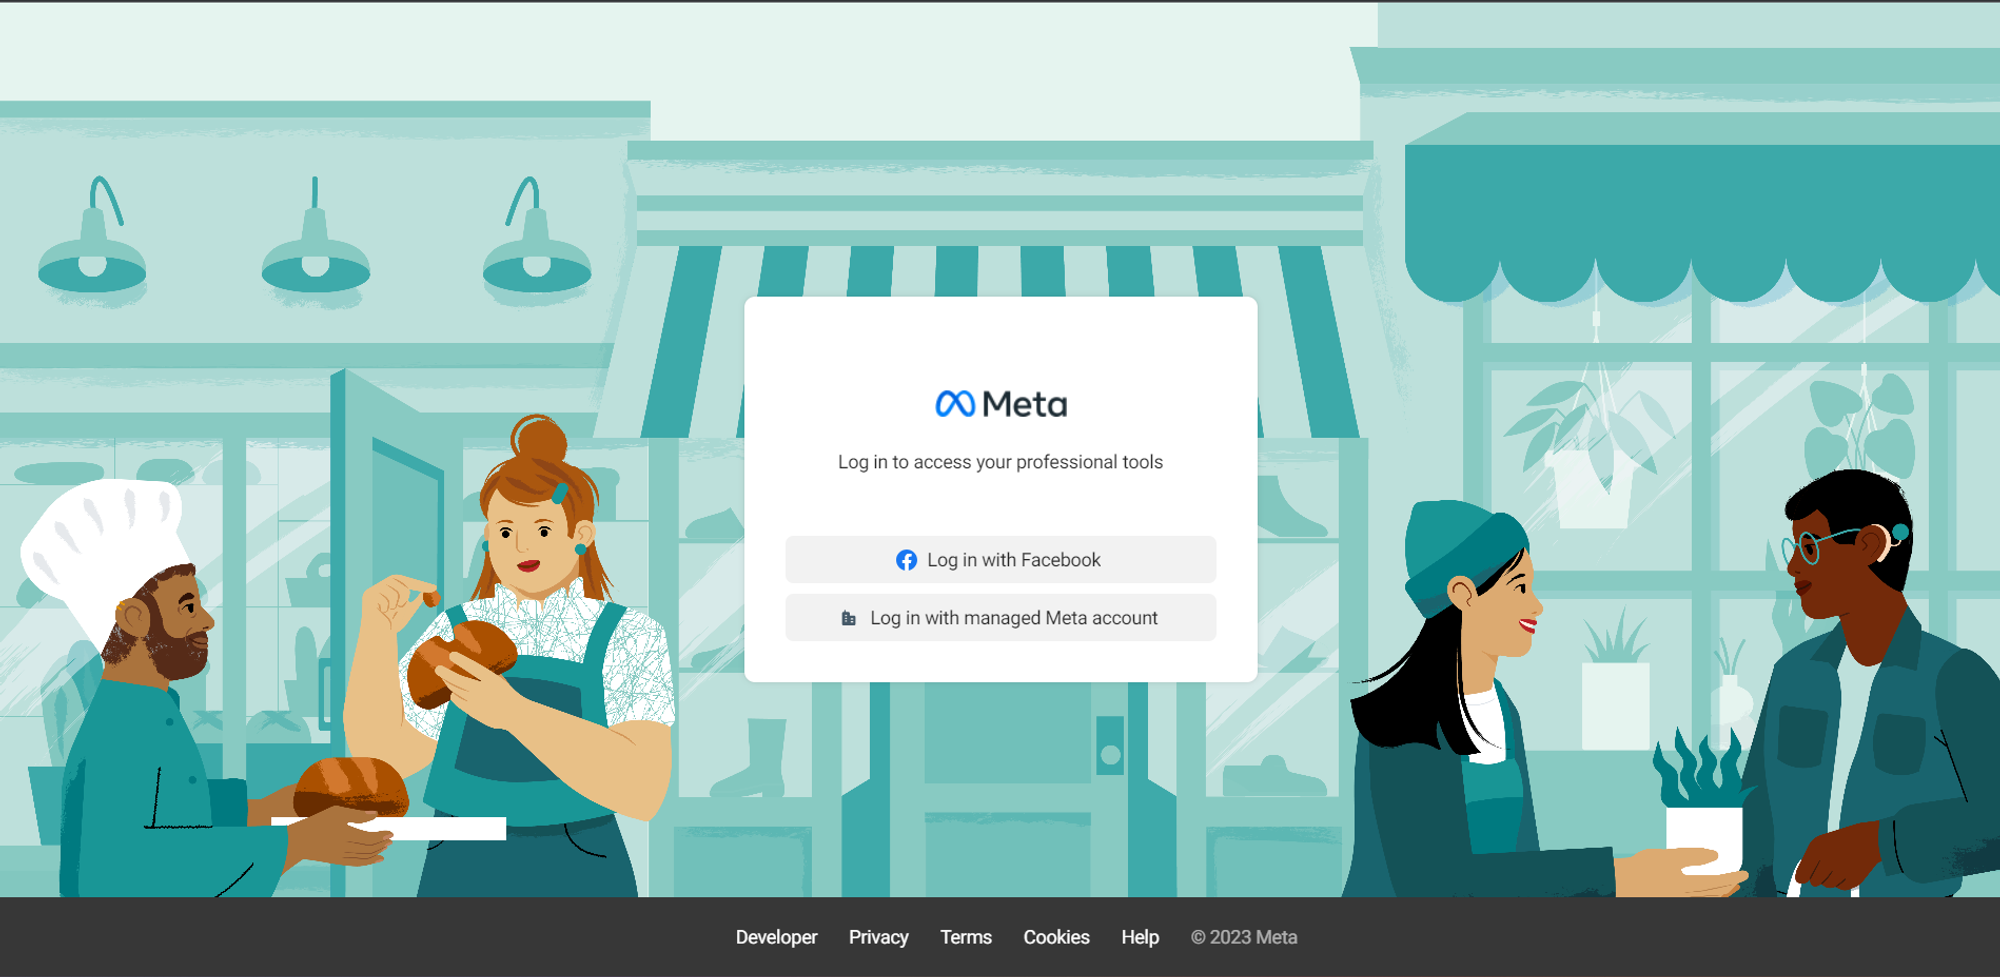 Meta
Log in to access your professional tools
Log in with Facebook
Log in with managed Meta account
Developer Privacy Terms Cookies Help © 2023 Meta